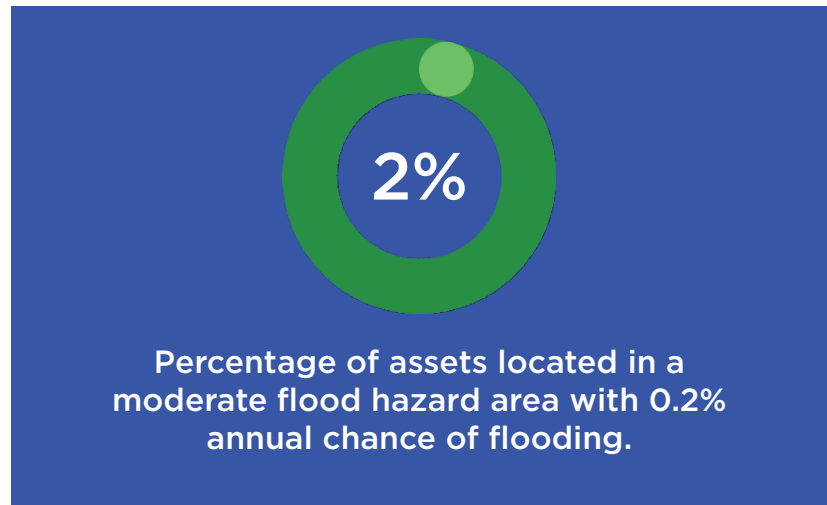 2%
Percentage of assets located in a
moderate flood hazard area with 0.2%
annual chance of flooding.